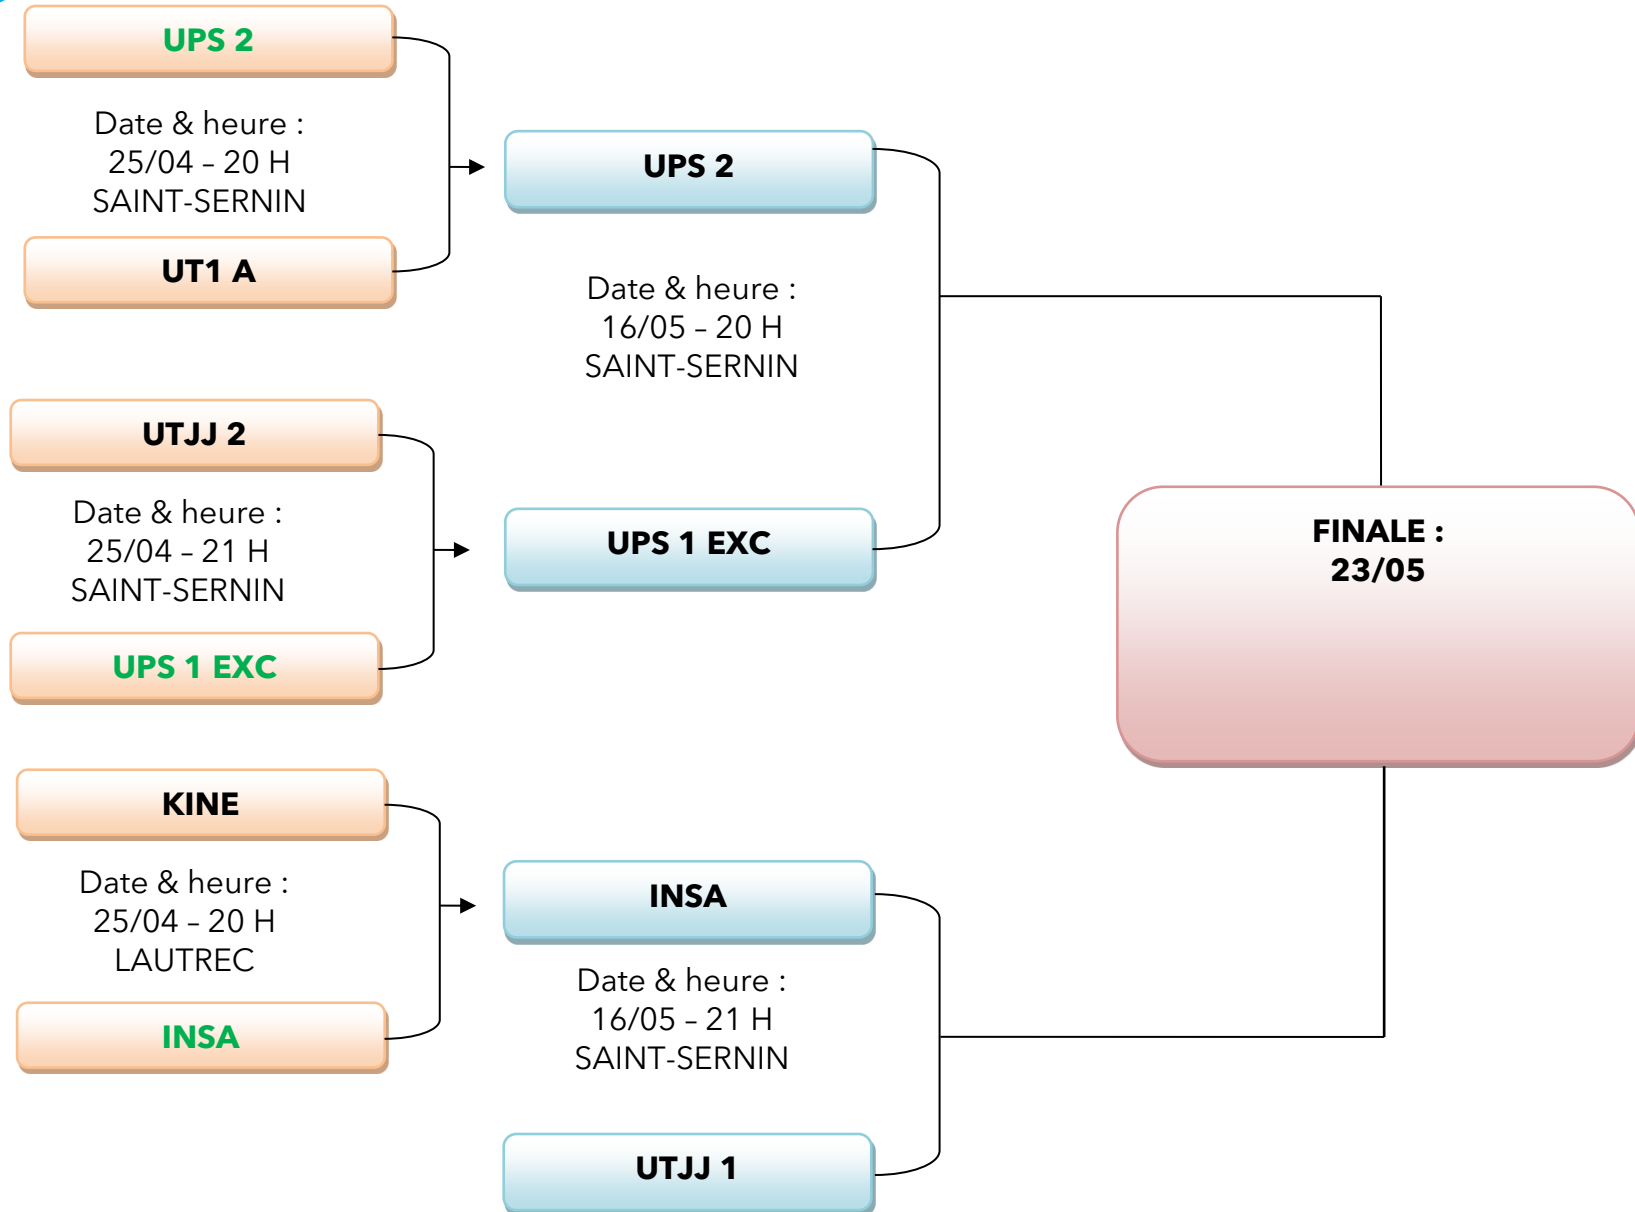 UPS 2
Date & heure :
25/04 – 20 H
SAINT-SERNIN
UT1 A
UTJJ 2
Date & heure :
25/04 – 21 H
SAINT-SERNIN
UPS 1 EXC
KINE
Date & heure :
25/04 – 20 H
LAUTREC
INSA
UPS 2
Date & heure :
16/05 – 20 H
SAINT-SERNIN
UPS 1 EXC
INSA
Date & heure :
16/05 – 21 H
SAINT-SERNIN
UTJJ 1
FINALE :
23/05